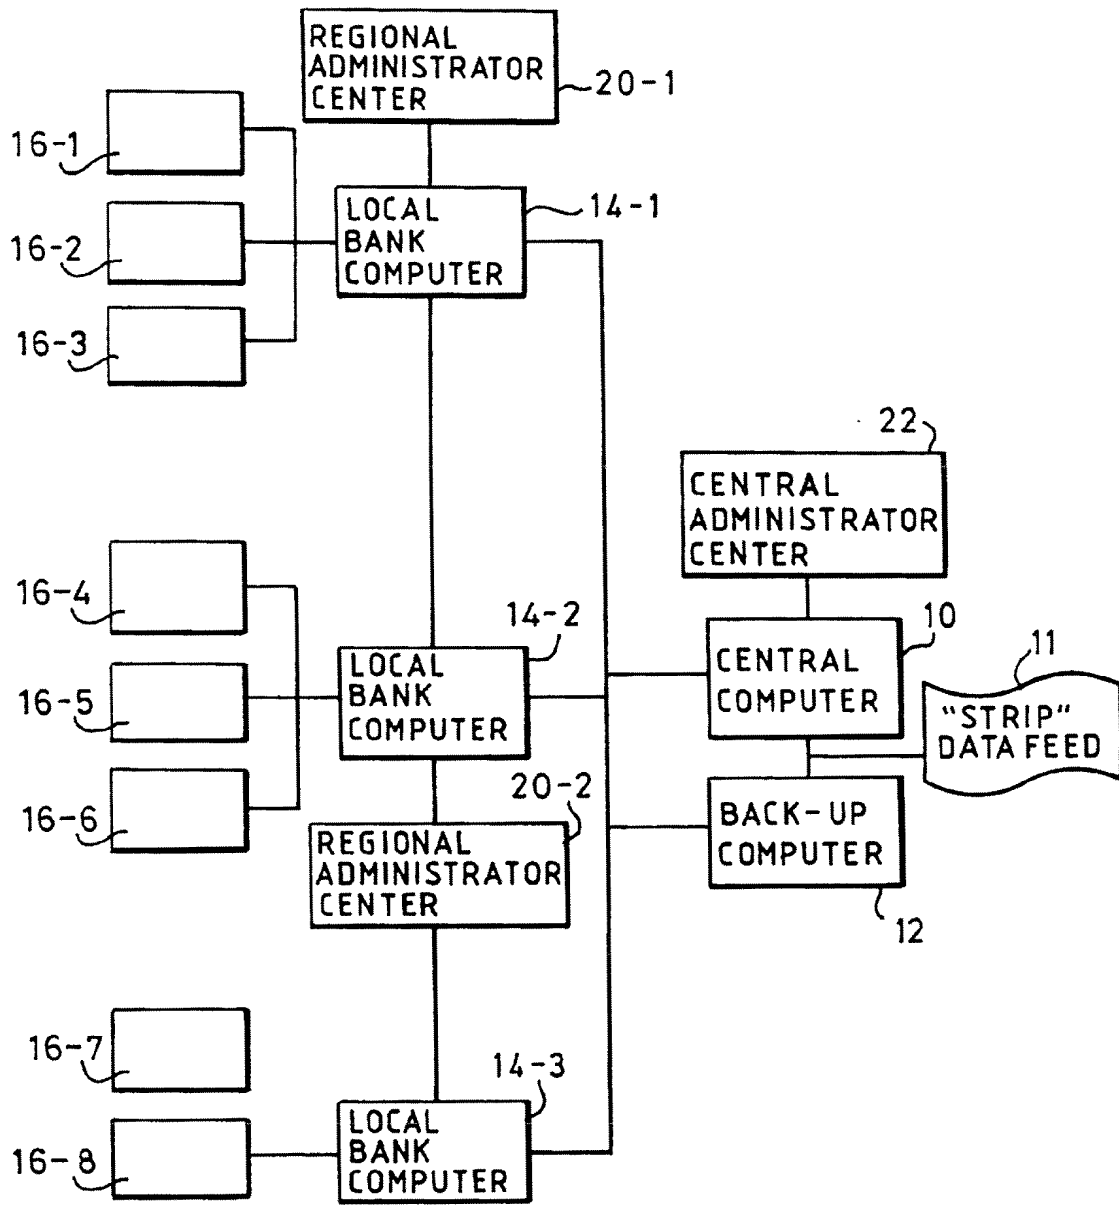 REGIONAL
ADMINISTRATOR
CENTER
20-1
16-1
LOCAL
BANK
COMPUTER
14-1
16-2
16-3
22
CENTRAL
ADMINISTRATOR
CENTER
16-4
14-2
10
CENTRAL
COMPUTER
11
"STRIP"
DATA FEED
LOCAL
BANK
COMPUTER
16-5
20-2
16-6
REGIONAL
ADMINISTRATOR
CENTER
BACK-UP
COMPUTER
12
16-7
14-3
LOCAL
BANK
COMPUTER
16-8